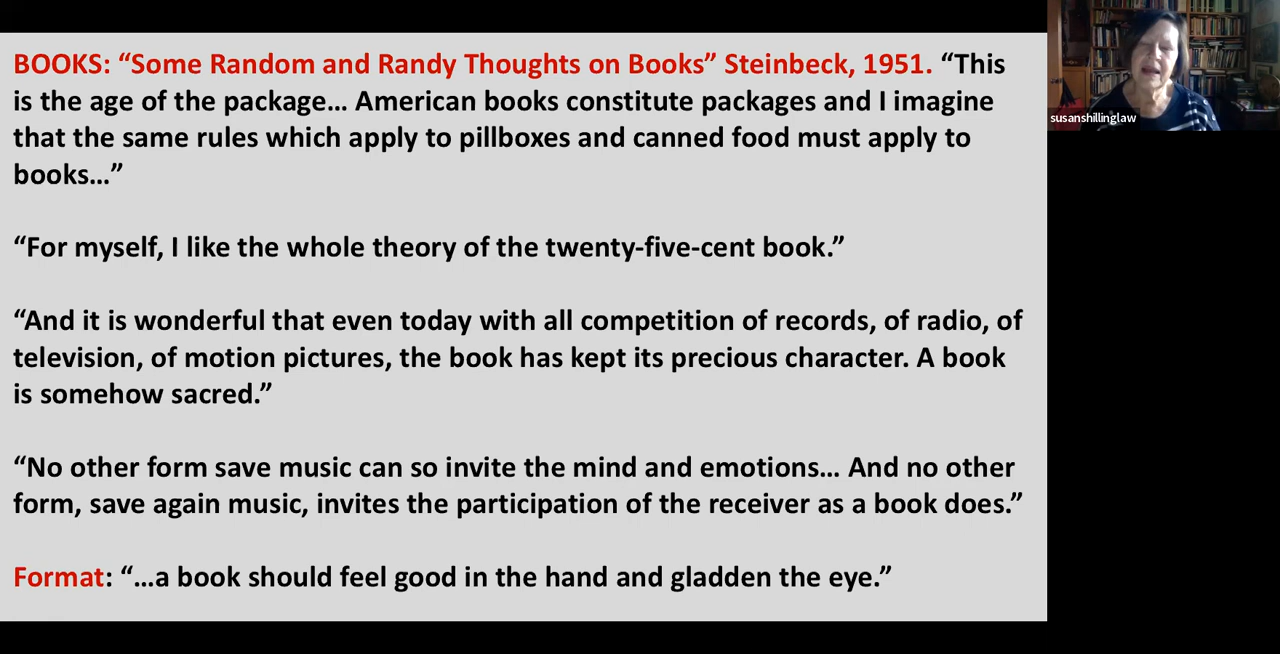 BOOKS: “Some Random and Randy Thoughts on Books” Steinbeck, 1951. “This
is the age of the package… American books constitute packages and I imagine
that the same rules which apply to pillboxes and canned food must apply to
books…”
“For myself, I like the whole theory of the twenty-five-cent book.”
“And it is wonderful that even today with all competition of records, of radio, of
television, of motion pictures, the book has kept its precious character. A book
is somehow sacred.”
“No other form save music can so invite the mind and emotions… And no other
form, save again music, invites the participation of the receiver as a book does.”
Format: “…a book should feel good in the hand and gladden the eye.”
susanshillinglaw